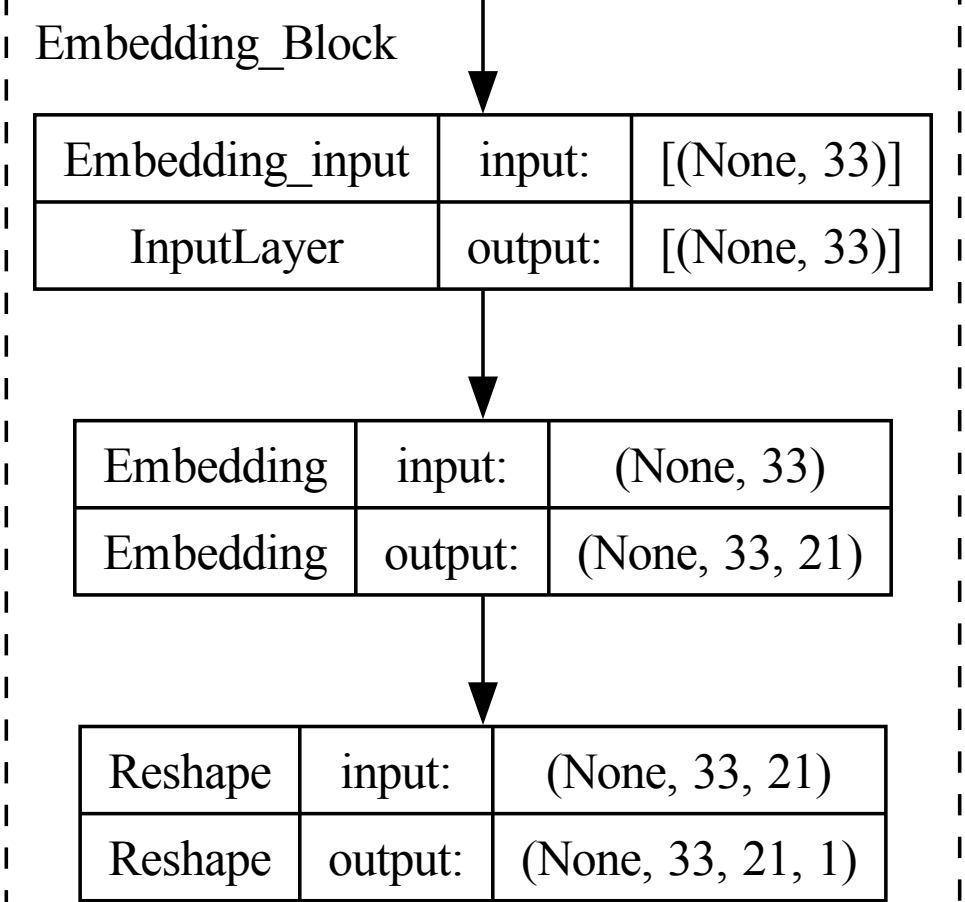 Embedding_Block
Embedding_input input: [(None, 33)]
InputLayer output: [(None, 33)]
Embedding input: (None, 33)
Embedding output: (None, 33, 21)
Reshape input: (None, 33, 21)
Reshape output: (None, 33, 21, 1)